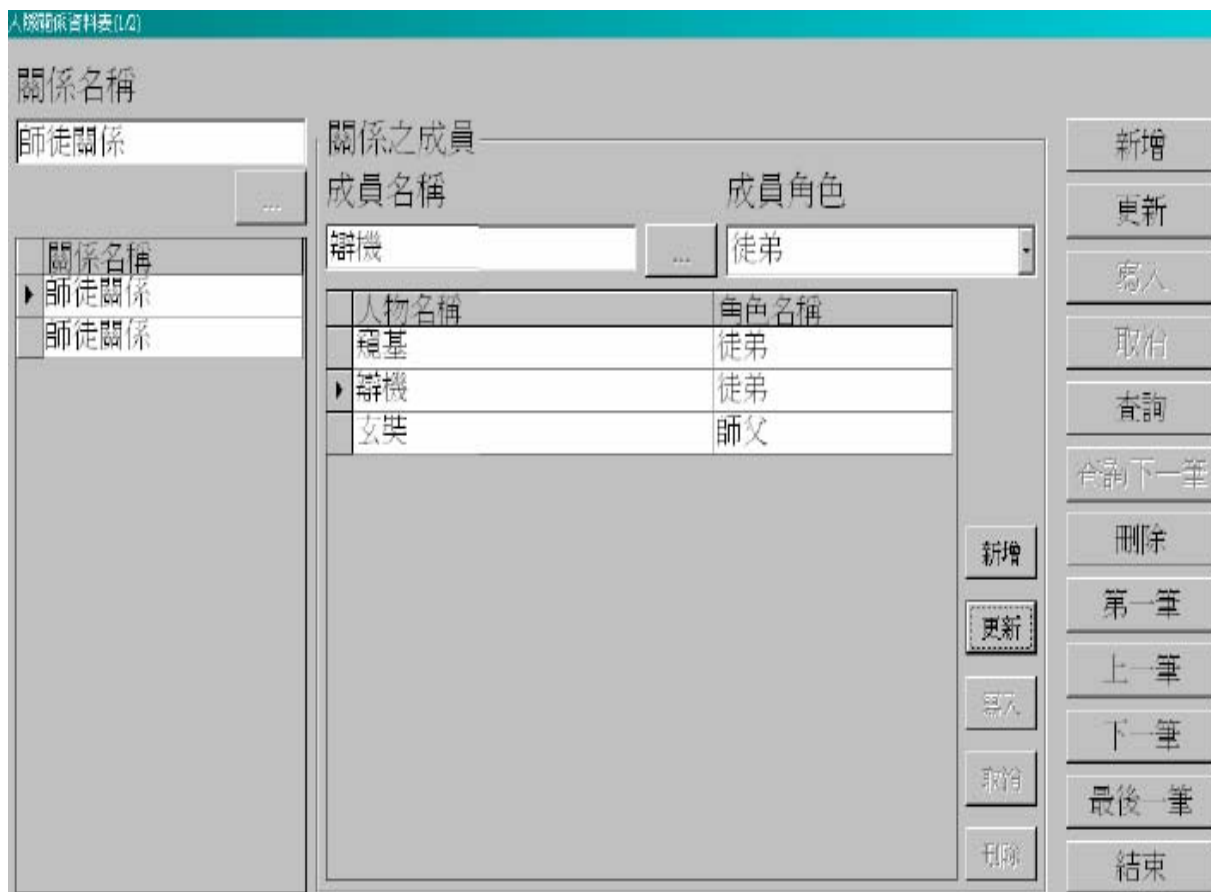 人際關係資料表(1/2)
關係名稱
師徒關係
...
關係名稱
師徒關係
師徒關係
關係之成員
成員名稱 成員角色
辯機 ... 徒弟
人物名稱 角色名稱
窺基 徒弟
辯機 徒弟
玄奘 師父
新增
更新
寫入
取消
刪除
新增
更新
寫入
取消
查詢
查詢下一筆
刪除
第一筆
上一筆
下一筆
最後一筆
結束